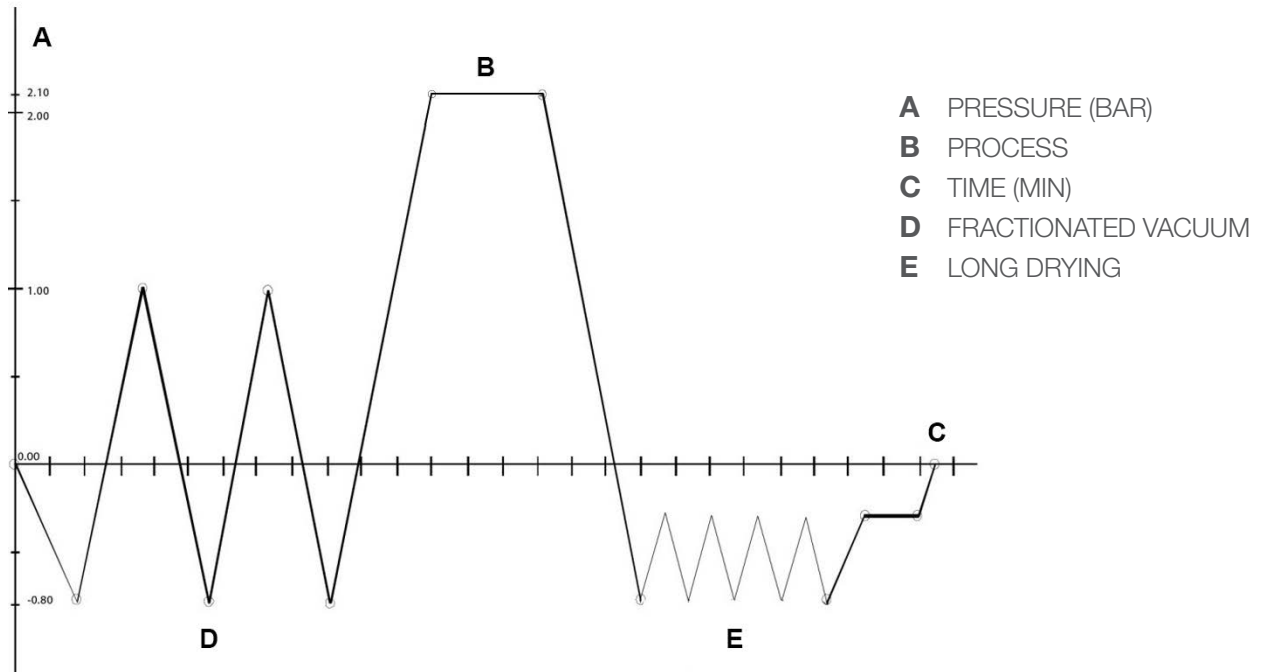 A
B
2.10
2.00
1.00
0.00
-0.80
C
D
E
A PRESSURE (BAR)
B PROCESS
C TIME (MIN)
D FRACTIONATED VACUUM
E LONG DRYING